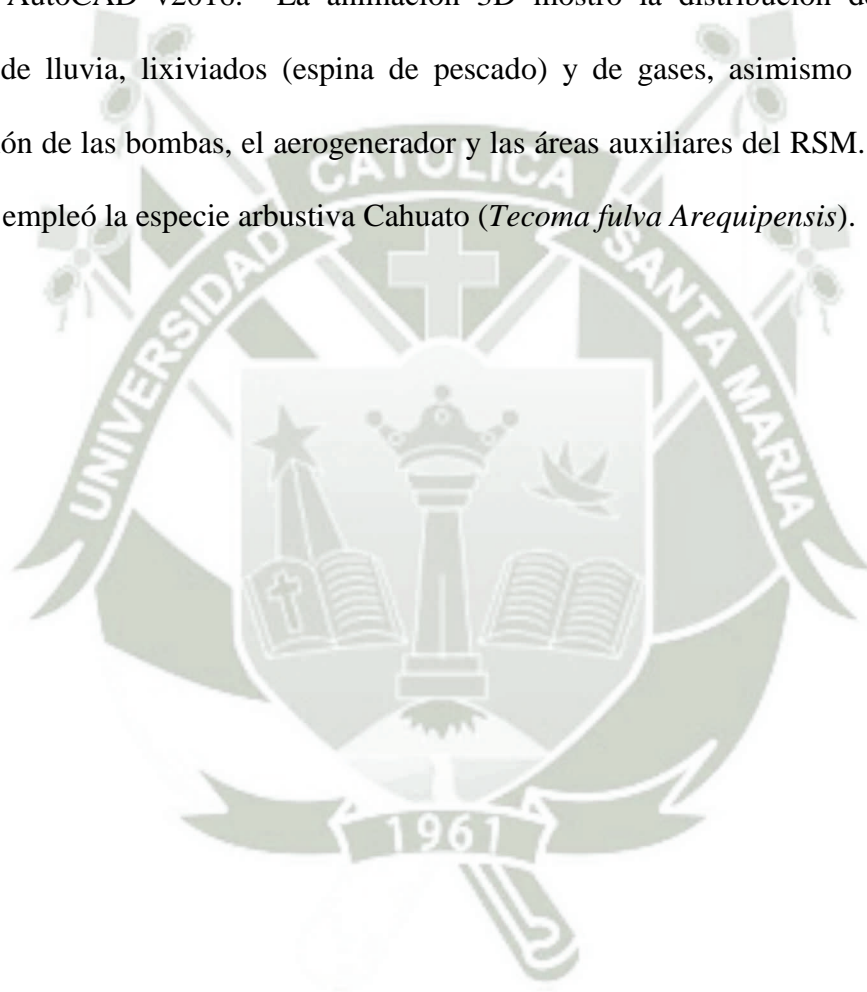 AutoCAD La animación 3D mostró la distribución de
de lluvia, lixiviados (espina de pescado) y de gases, asimismo
ón de las bombas, el aerogenerador y las áreas auxiliares del RSM.
empleó la especie arbustiva Cahuato (Tecoma fulva Arequipensis).
UNIVERSIDAD CATOLICA SANTA MARIA
1961